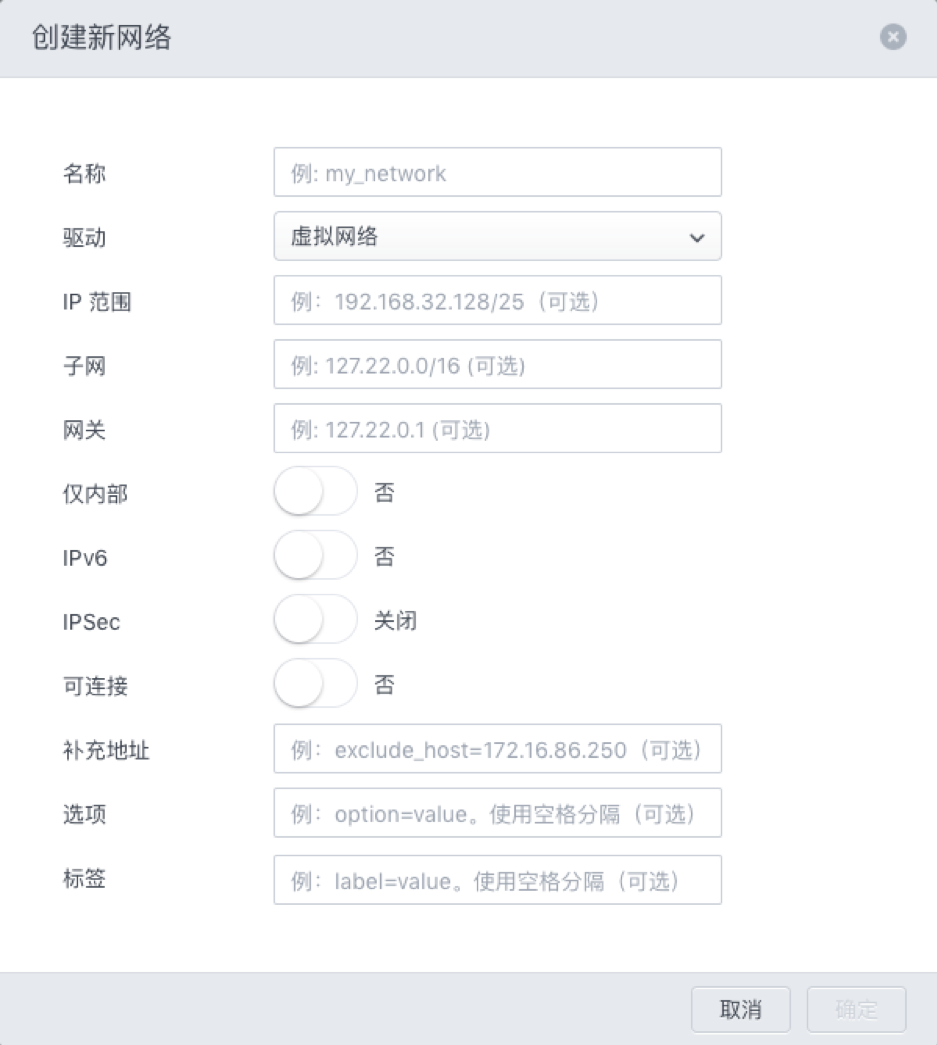 创建新网络
名称 例: my_network
驱动 虚拟网络
IP 范围 例：192.168.32.128/25（可选）
子网 例: 127.22.0.0/16 (可选)
网关 例: 127.22.0.1 (可选)
仅内部 否
IPv6 否
IPSec 关闭
可连接 否
补充地址 例：exclude_host=172.16.86.250（可选）
选项 例：option=value。使用空格分隔（可选）
标签 例：label=value。使用空格分隔（可选）
取消 确定